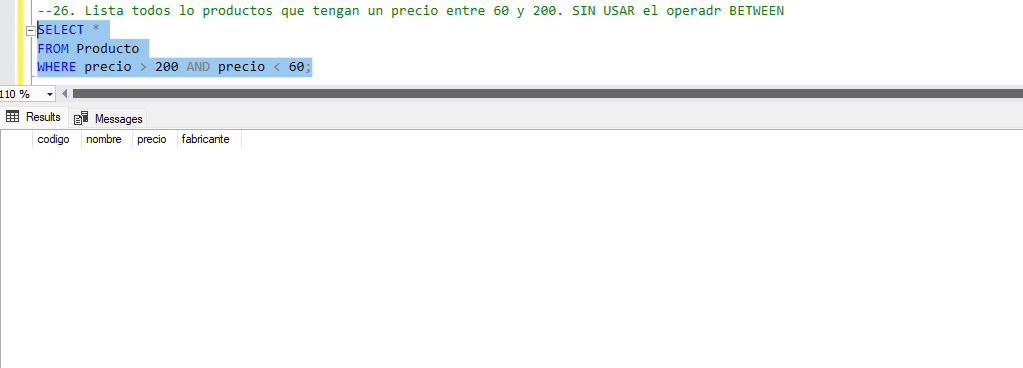 --26. Lista todos lo productos que tengan un precio entre 60 y 200. SIN USAR el operadr BETWEEN
SELECT *
FROM Producto
WHERE precio > 200 AND precio < 60;
110 %
Results Messages
codigo nombre precio fabricante